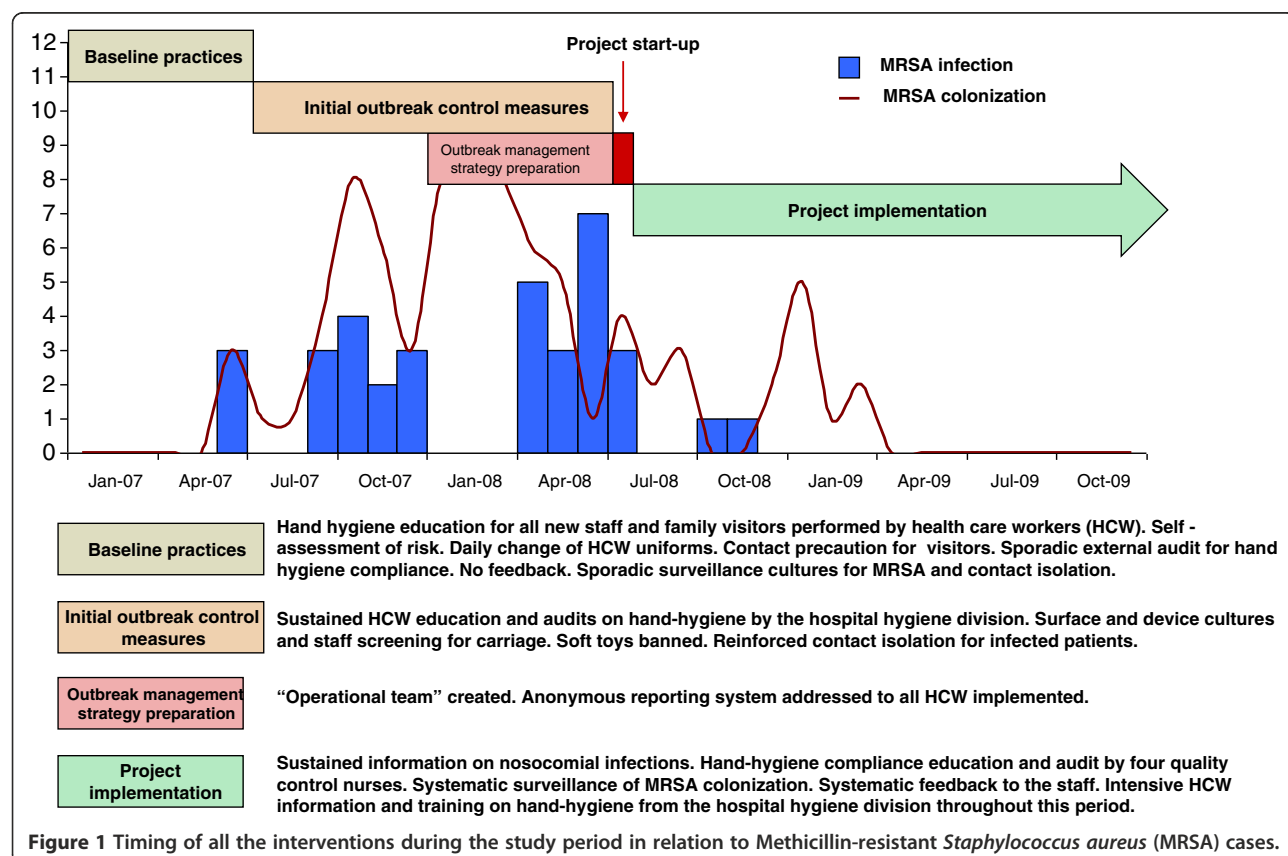 12
11
10
9
8
7
6
5
4
3
2
1
0
Baseline practices
Initial outbreak control measures
Outbreak management
strategy preparation
Project start-up
Project implementation
MRSA infection
MRSA colonization
Jan-07 Apr-07 Jul-07 Oct-07 Jan-08 Apr-08 Jul-08 Oct-08 Jan-09 Apr-09 Jul-09 Oct-09
Baseline practices
Hand hygiene education for all new staff and family visitors performed by health care workers (HCW). Self -
assessment of risk. Daily change of HCW uniforms. Contact precaution for visitors. Sporadic external audit for hand
hygiene compliance. No feedback. Sporadic surveillance cultures for MRSA and contact isolation.
Initial outbreak control
measures
Sustained HCW education and audits on hand-hygiene by the hospital hygiene division. Surface and device cultures
and staff screening for carriage. Soft toys banned. Reinforced contact isolation for infected patients.
Outbreak management
strategy preparation
“Operational team” created. Anonymous reporting system addressed to all HCW implemented.
Project
implementation
Sustained information on nosocomial infections. Hand-hygiene compliance education and audit by four quality
control nurses. Systematic surveillance of MRSA colonization. Systematic feedback to the staff. Intensive HCW
information and training on hand-hygiene from the hospital hygiene division throughout this period.
Figure 1 Timing of all the interventions during the study period in relation to Methicillin-resistant Staphylococcus aureus (MRSA) cases.